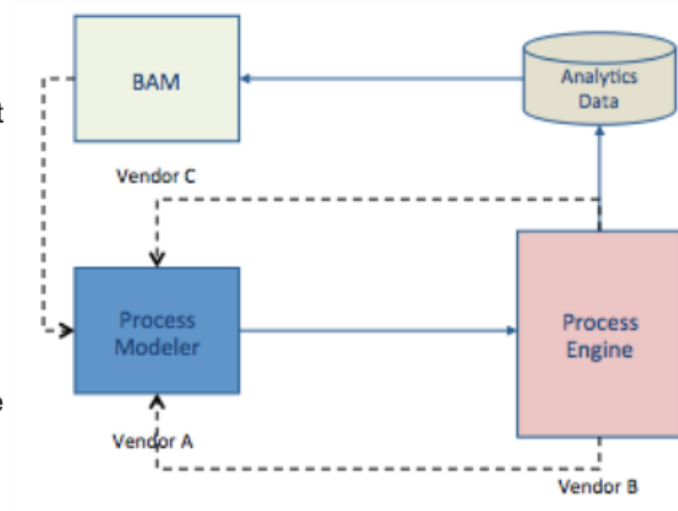 BAM
Analytics
Data
t
Vendor C
Process
Modeler
Process
Engine
e
Vendor A
Vendor B